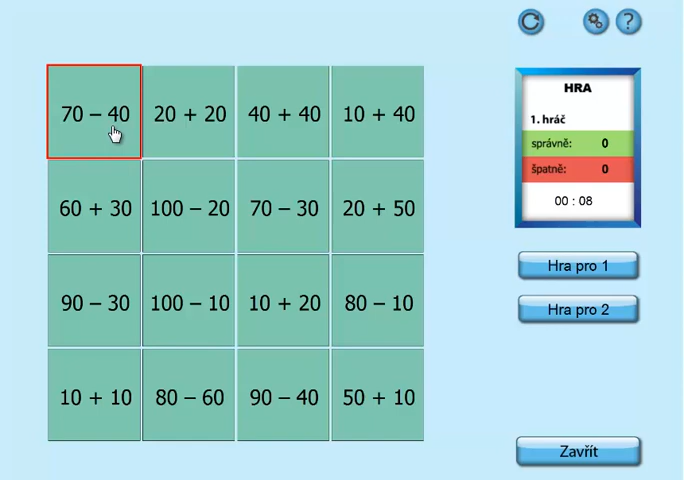 ?
70 – 40 20 + 20 40 + 40 10 + 40
60 + 30 100 – 20 70 – 30 20 + 50
90 – 30 100 – 10 10 + 20 80 – 10
10 + 10 80 – 60 90 – 40 50 + 10
HRA
1. hráč
správně: 0
špatně: 0
00 : 08
Hra pro 1
Hra pro 2
Zavřít